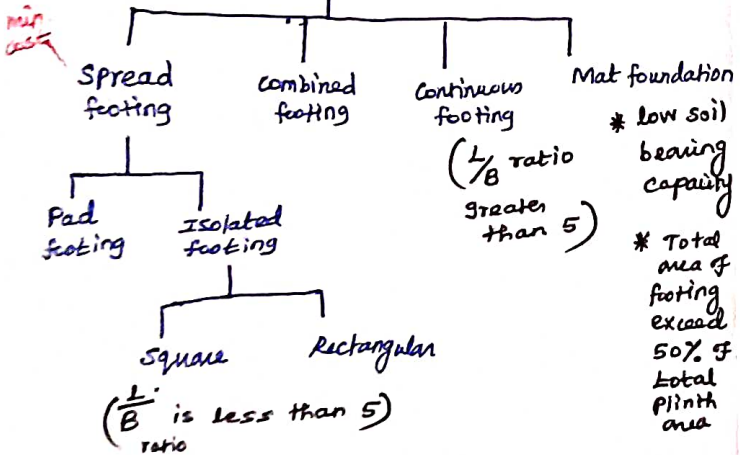 min
cost
Spread
footing
Combined
footing
Continuous
footing
(L/B ratio
greater
than 5)
Mat foundation
* low soil
bearing
capacity
* Total
area of
footing
exceed
50% of
total
plinth
area
Pad
footing
Isolated
footing
Square
Rectangular
(L/B is less than 5)
ratio